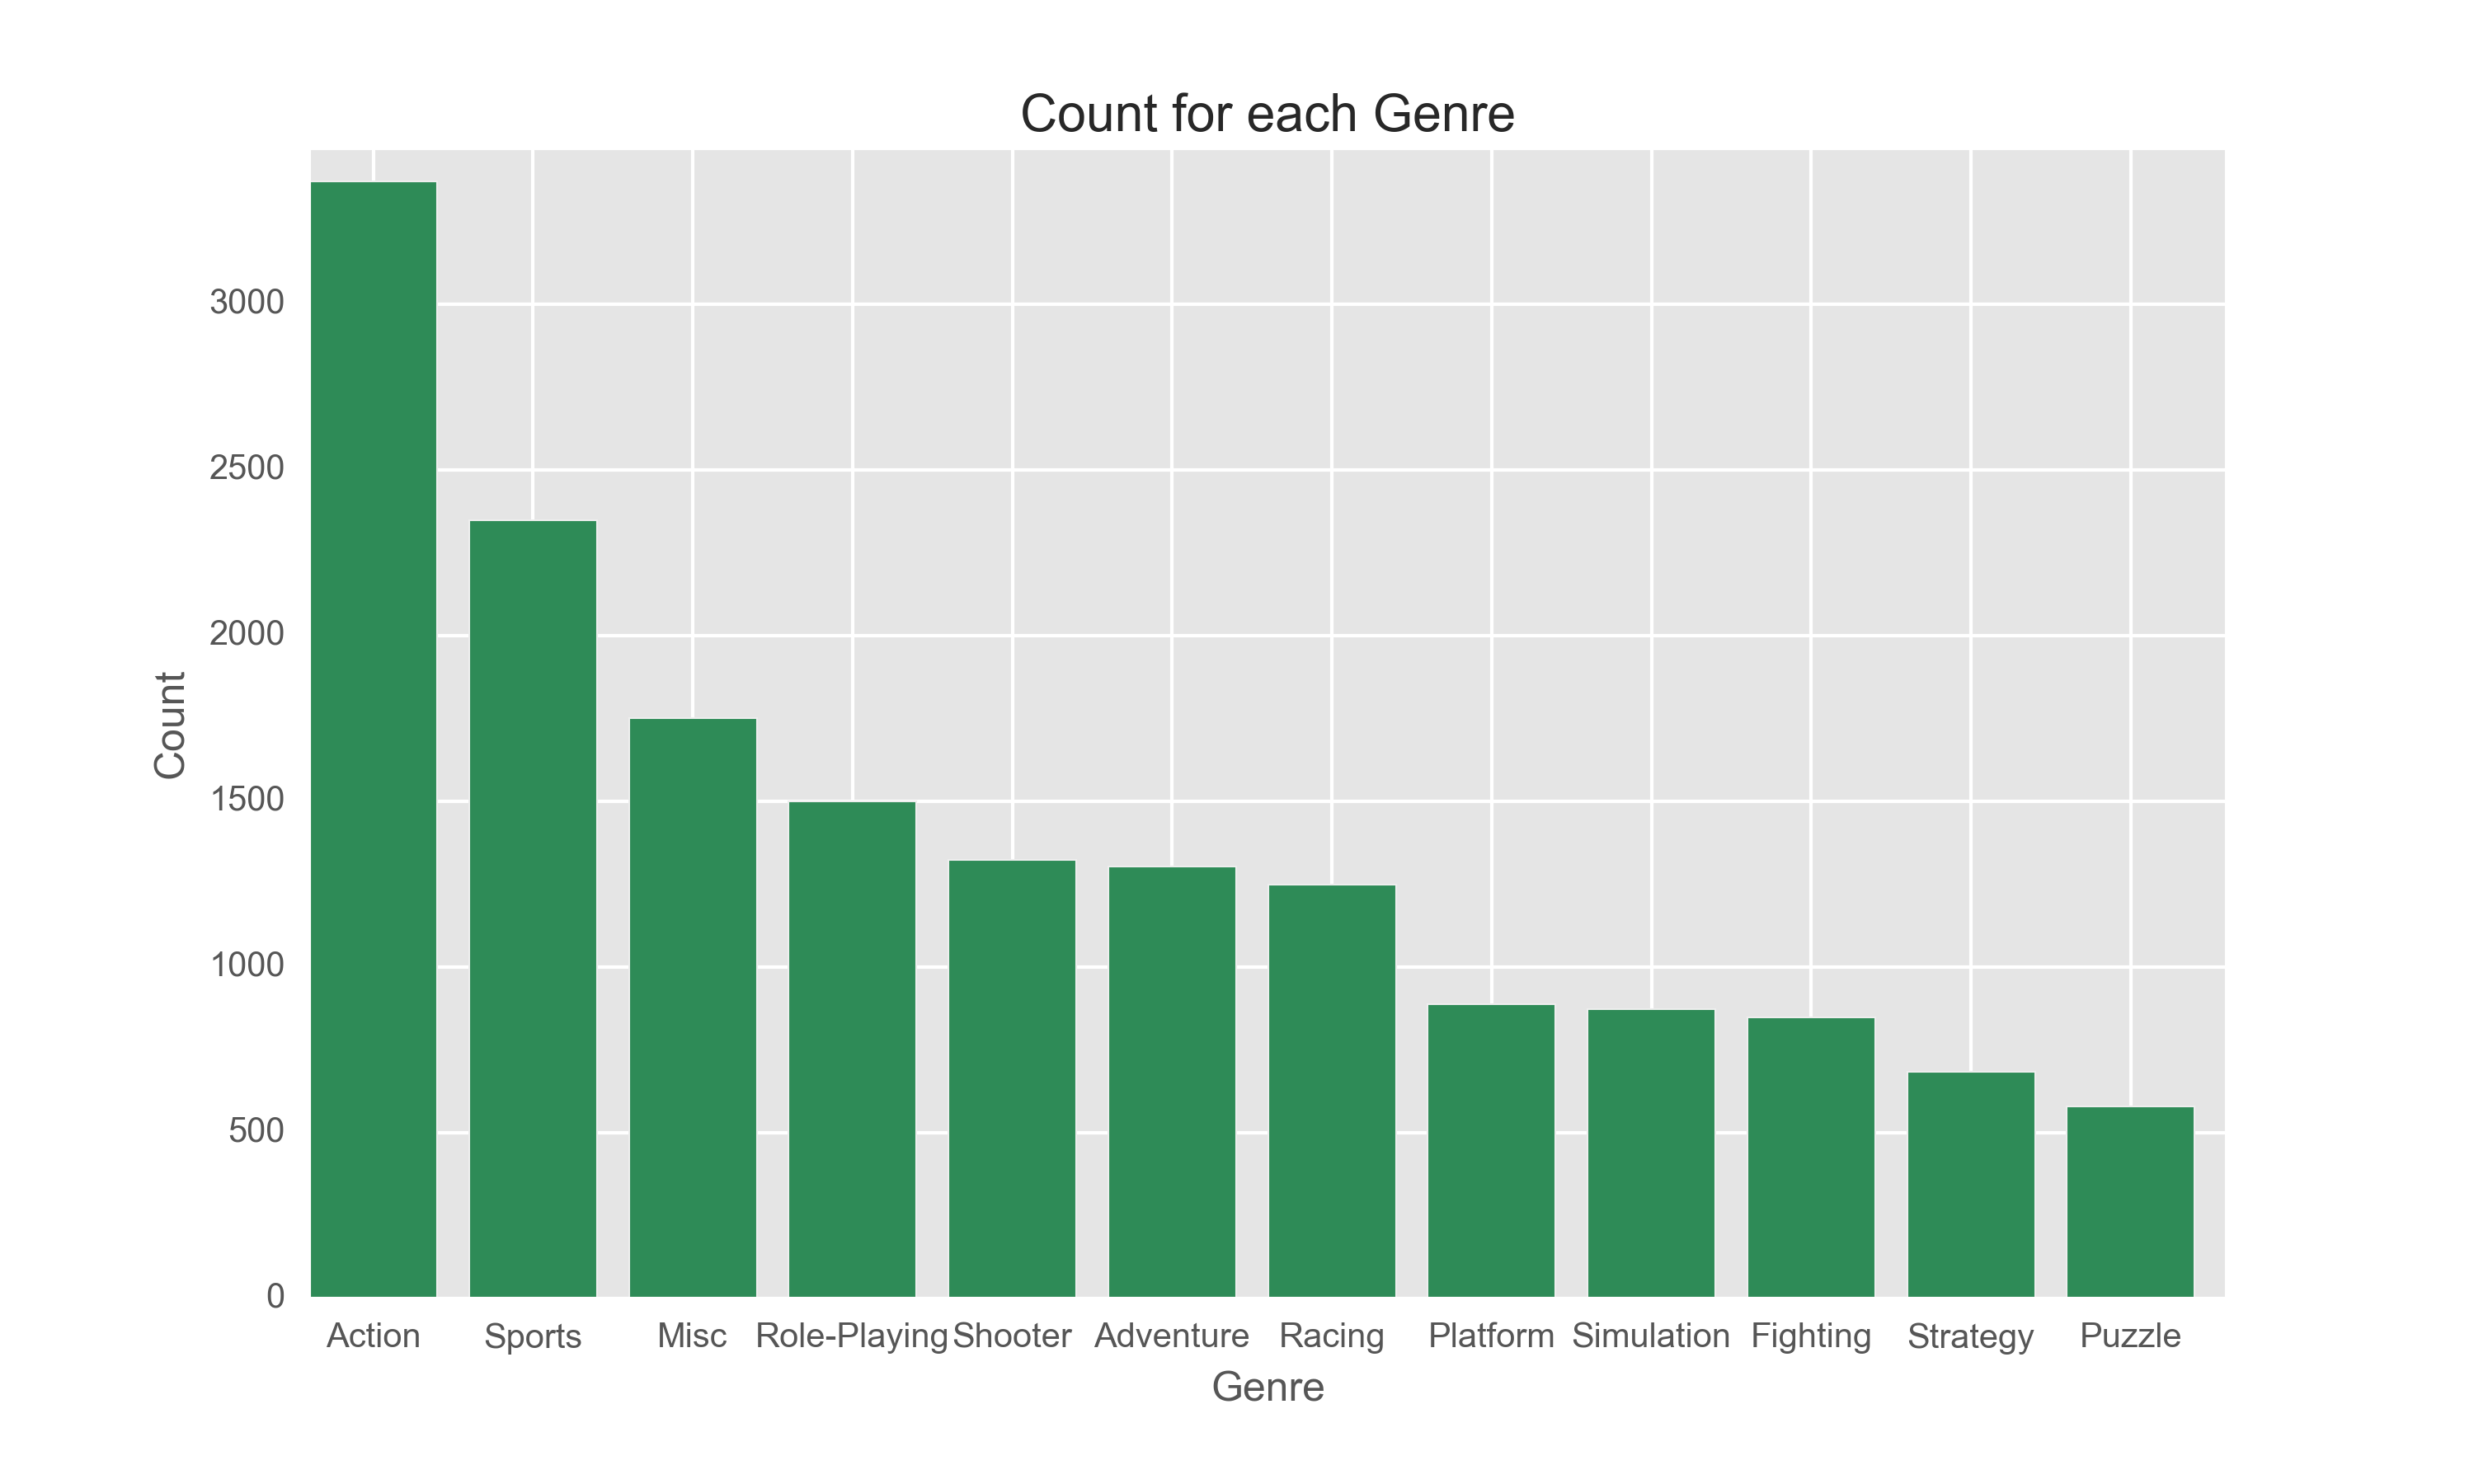 Count for each Genre
3000
2500
2000
1500
1000
500
0
Count
Action Sports Misc Role-Playing Shooter Adventure Racing Platform Simulation Fighting Strategy Puzzle
Genre